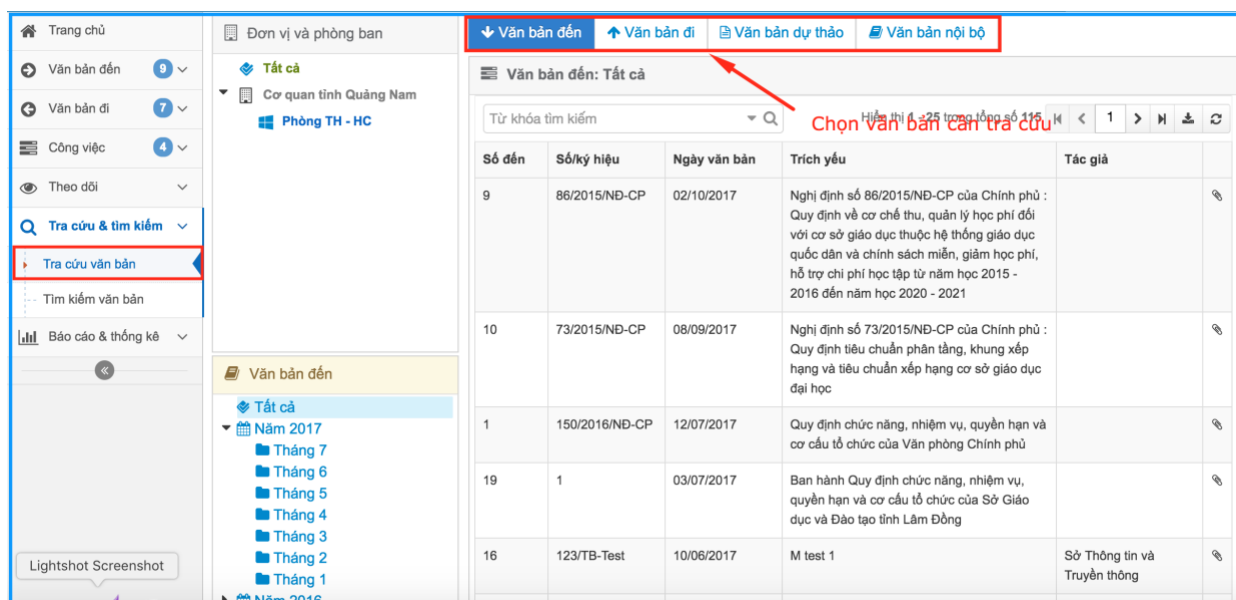 Trang chủ
Văn bản đến 9
Văn bản đi 7
Công việc 4
Theo dõi
Tra cứu & tìm kiếm
Tra cứu văn bản
Tìm kiếm văn bản
Báo cáo & thống kê
Lightshot Screenshot
Đơn vị và phòng ban
Tất cả
Cơ quan tỉnh Quảng Nam
Phòng TH - HC
Văn bản đến
Tất cả
Năm 2017
Tháng 7
Tháng 6
Tháng 5
Tháng 4
Tháng 3
Tháng 2
Tháng 1
Năm 2016
Văn bản đến Văn bản đi Văn bản dự thảo Văn bản nội bộ
Văn bản đến: Tất cả
Từ khóa tìm kiếm
Hiển thị 1 - 25 trong tổng số 115
1
Chọn văn bản cần tra cứu
Số đến Số/ký hiệu Ngày văn bản Trích yếu Tác giả
9 86/2015/NĐ-CP 02/10/2017 Nghị định số 86/2015/NĐ-CP của Chính phủ :
Quy định về cơ chế thu, quản lý học phí đối
với cơ sở giáo dục thuộc hệ thống giáo dục
quốc dân và chính sách miễn, giảm học phí,
hỗ trợ chi phí học tập từ năm học 2015 -
2016 đến năm học 2020 - 2021
10 73/2015/NĐ-CP 08/09/2017 Nghị định số 73/2015/NĐ-CP của Chính phủ :
Quy định tiêu chuẩn phân tầng, khung xếp
hạng và tiêu chuẩn xếp hạng cơ sở giáo dục
đại học
1 150/2016/NĐ-CP 12/07/2017 Quy định chức năng, nhiệm vụ, quyền hạn và
cơ cấu tổ chức của Văn phòng Chính phủ
19 1 03/07/2017 Ban hành Quy định chức năng, nhiệm vụ,
quyền hạn và cơ cấu tổ chức của Sở Giáo
dục và Đào tạo tỉnh Lâm Đồng
16 123/TB-Test 10/06/2017 M test 1 Sở Thông tin và
Truyền thông